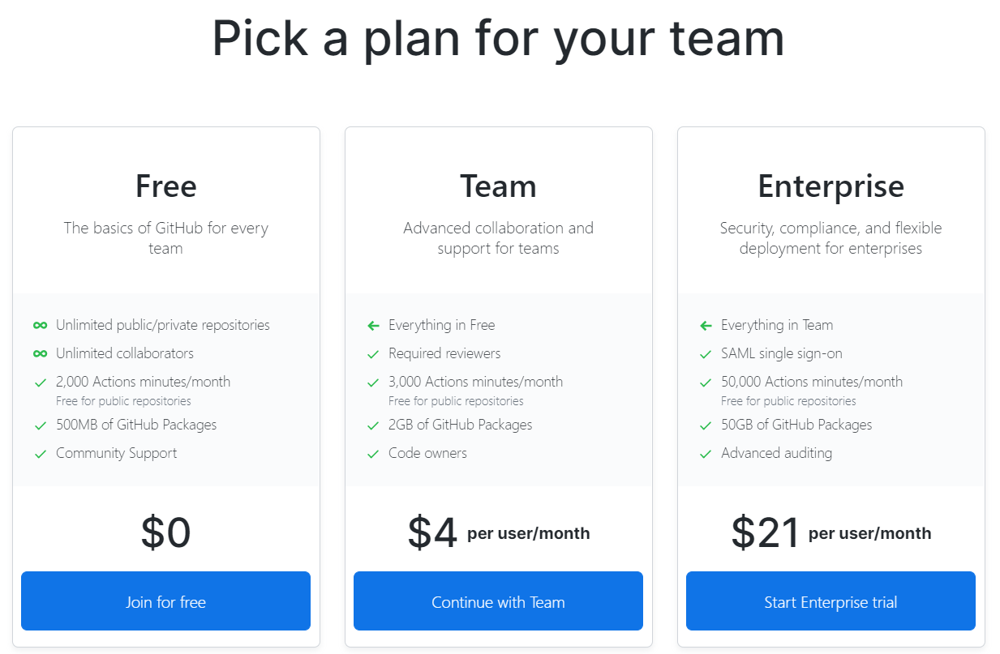 Pick a plan for your team
Free
The basics of GitHub for every
team
Unlimited public/private repositories
Unlimited collaborators
2,000 Actions minutes/month
Free for public repositories
500MB of GitHub Packages
Community Support
$0
Join for free
Team
Advanced collaboration and
support for teams
Everything in Free
Required reviewers
3,000 Actions minutes/month
Free for public repositories
2GB of GitHub Packages
Code owners
$4 per user/month
Continue with Team
Enterprise
Security, compliance, and flexible
deployment for enterprises
Everything in Team
SAML single sign-on
50,000 Actions minutes/month
Free for public repositories
50GB of GitHub Packages
Advanced auditing
$21 per user/month
Start Enterprise trial